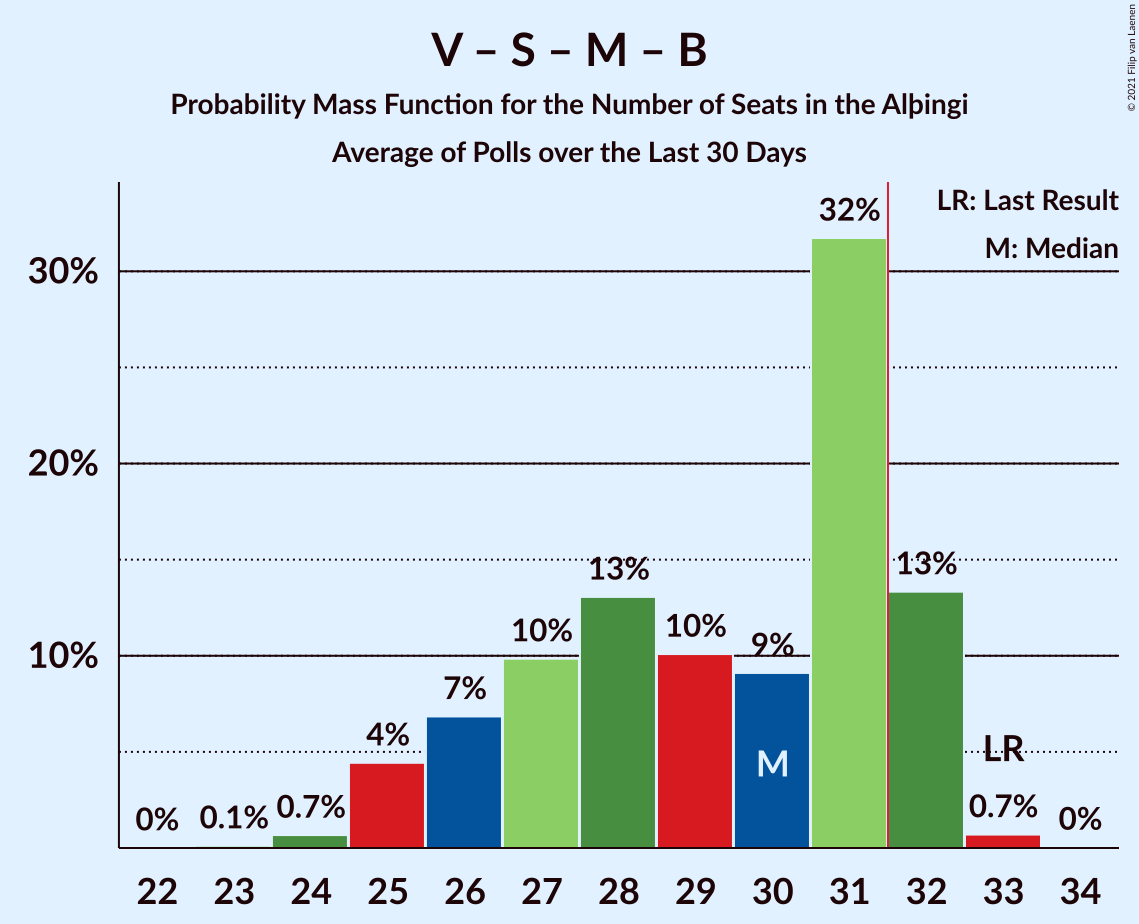 V – S – M – B
Probability Mass Function for the Number of Seats in the Alþingi
Average of Polls over the Last 30 Days
© 2021 Filip van Laenen
LR: Last Result
M: Median
30%
20%
10%
0%
0.1%
0.7%
4%
7%
10%
13%
10%
9%
32%
13%
0.7%
0%
M
LR
22 23 24 25 26 27 28 29 30 31 32 33 34